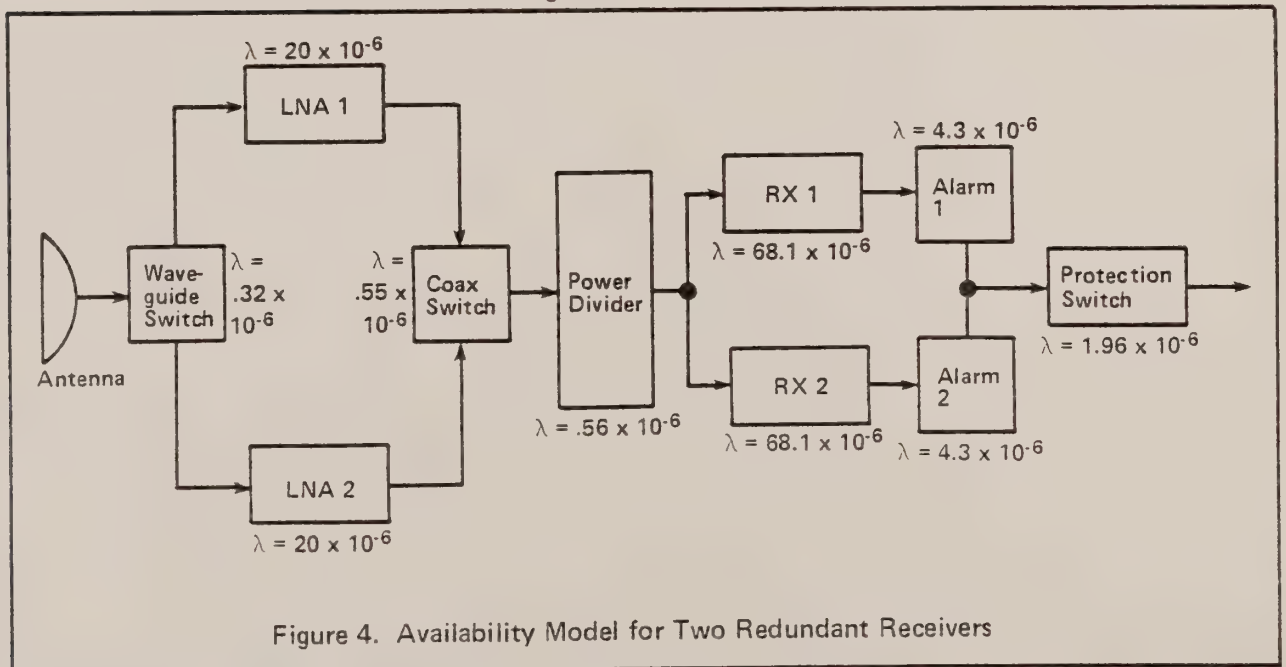 λ = 20 x 10⁻⁶
LNA 1
λ = 4.3 x 10⁻⁶
RX 1
Alarm
1
λ = 68.1 x 10⁻⁶
Wave-
guide
Switch
λ =
.32 x
10⁻⁶
λ =
.55 x
10⁻⁶
Coax
Switch
Power
Divider
Protection
Switch
λ = 1.96 x 10⁻⁶
Antenna
RX 2
Alarm
2
λ = .56 x 10⁻⁶
λ = 68.1 x 10⁻⁶
λ = 4.3 x 10⁻⁶
LNA 2
λ = 20 x 10⁻⁶
Figure 4. Availability Model for Two Redundant Receivers